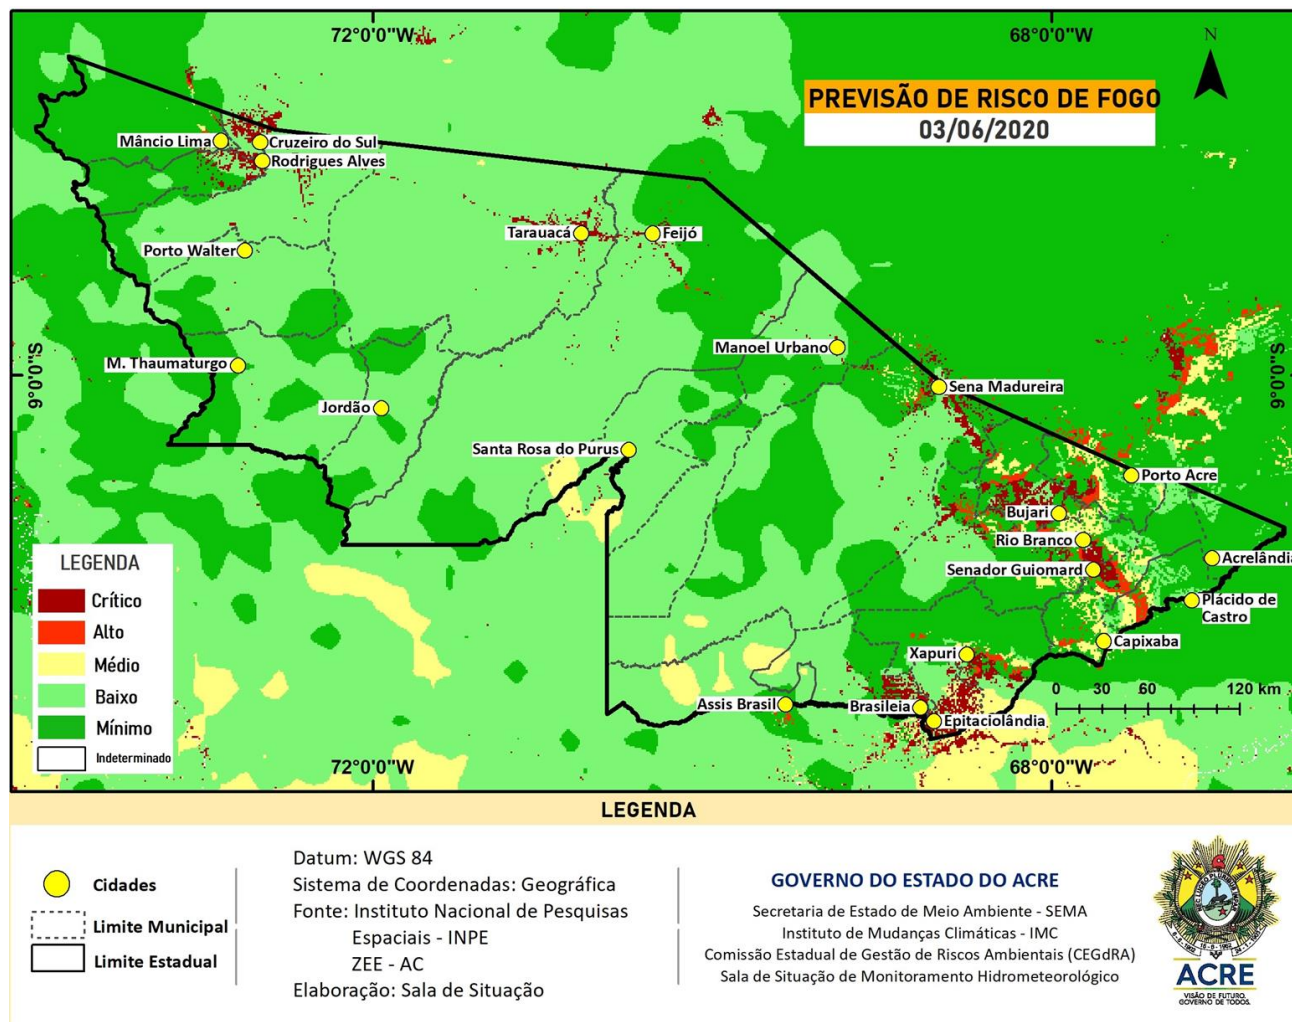 72°0'0"W
68°0'0"W
N
PREVISÃO DE RISCO DE FOGO
03/06/2020
Mâncio Lima
Cruzeiro do Sul
Rodrigues Alves
Tarauacá
Feijó
Porto Walter
Manoel Urbano
9°0'0"S
9°0'0"S
M. Thaumaturgo
Sena Madureira
Jordão
Santa Rosa do Purus
Porto Acre
Bujari
Rio Branco
Acrelândia
Senador Guiomard
Plácido de
Castro
Capixaba
Xapuri
Assis Brasil
Brasileia
Epitaciolândia
LEGENDA
Crítico
Alto
Médio
Baixo
Mínimo
Indeterminado
0 30 60 120 km
72°0'0"W
68°0'0"W
LEGENDA
Cidades
Limite Municipal
Limite Estadual
Datum: WGS 84
Sistema de Coordenadas: Geográfica
Fonte: Instituto Nacional de Pesquisas
Espaciais - INPE
ZEE - AC
Elaboração: Sala de Situação
GOVERNO DO ESTADO DO ACRE
Secretaria de Estado de Meio Ambiente - SEMA
Instituto de Mudanças Climáticas - IMC
Comissão Estadual de Gestão de Riscos Ambientais (CEGdRA)
Sala de Situação de Monitoramento Hidrometeorológico
ACRE
VISÃO DE FUTURO.
GOVERNO DE TODOS.